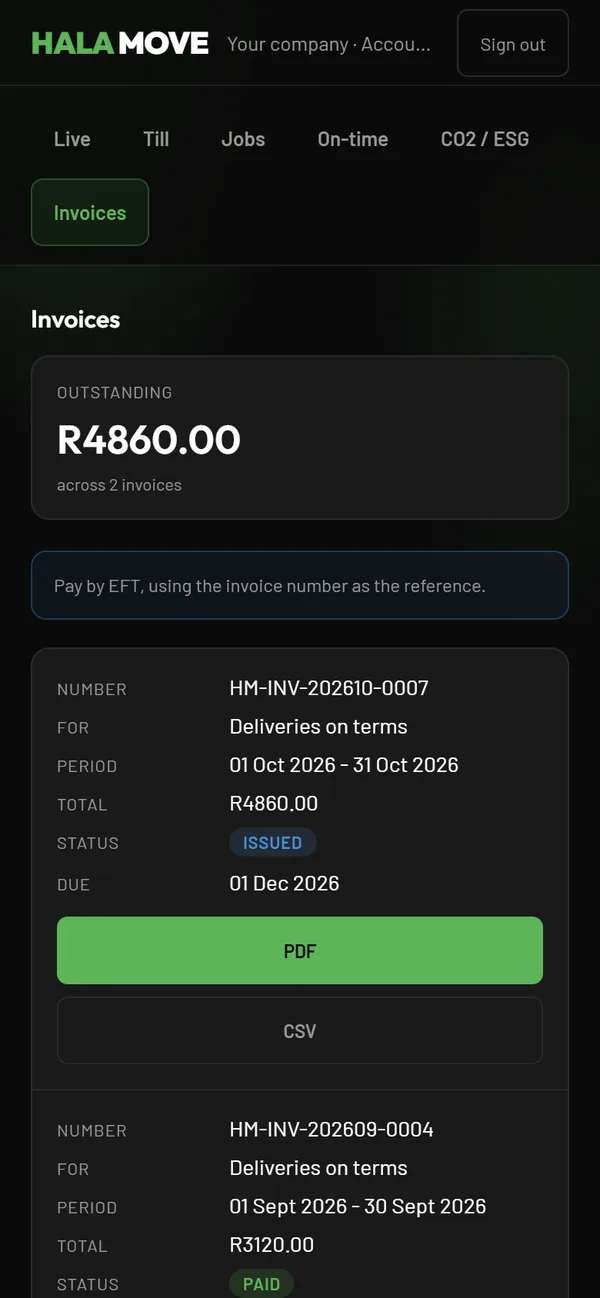 HALA MOVE Your company · Accou... Sign out
Live Till Jobs On-time CO2 / ESG
Invoices
Invoices
OUTSTANDING
R4860.00
across 2 invoices
Pay by EFT, using the invoice number as the reference.
NUMBER HM-INV-202610-0007
FOR Deliveries on terms
PERIOD 01 Oct 2026 - 31 Oct 2026
TOTAL R4860.00
STATUS ISSUED
DUE 01 Dec 2026
PDF
CSV
NUMBER HM-INV-202609-0004
FOR Deliveries on terms
PERIOD 01 Sept 2026 - 30 Sept 2026
TOTAL R3120.00
STATUS PAID